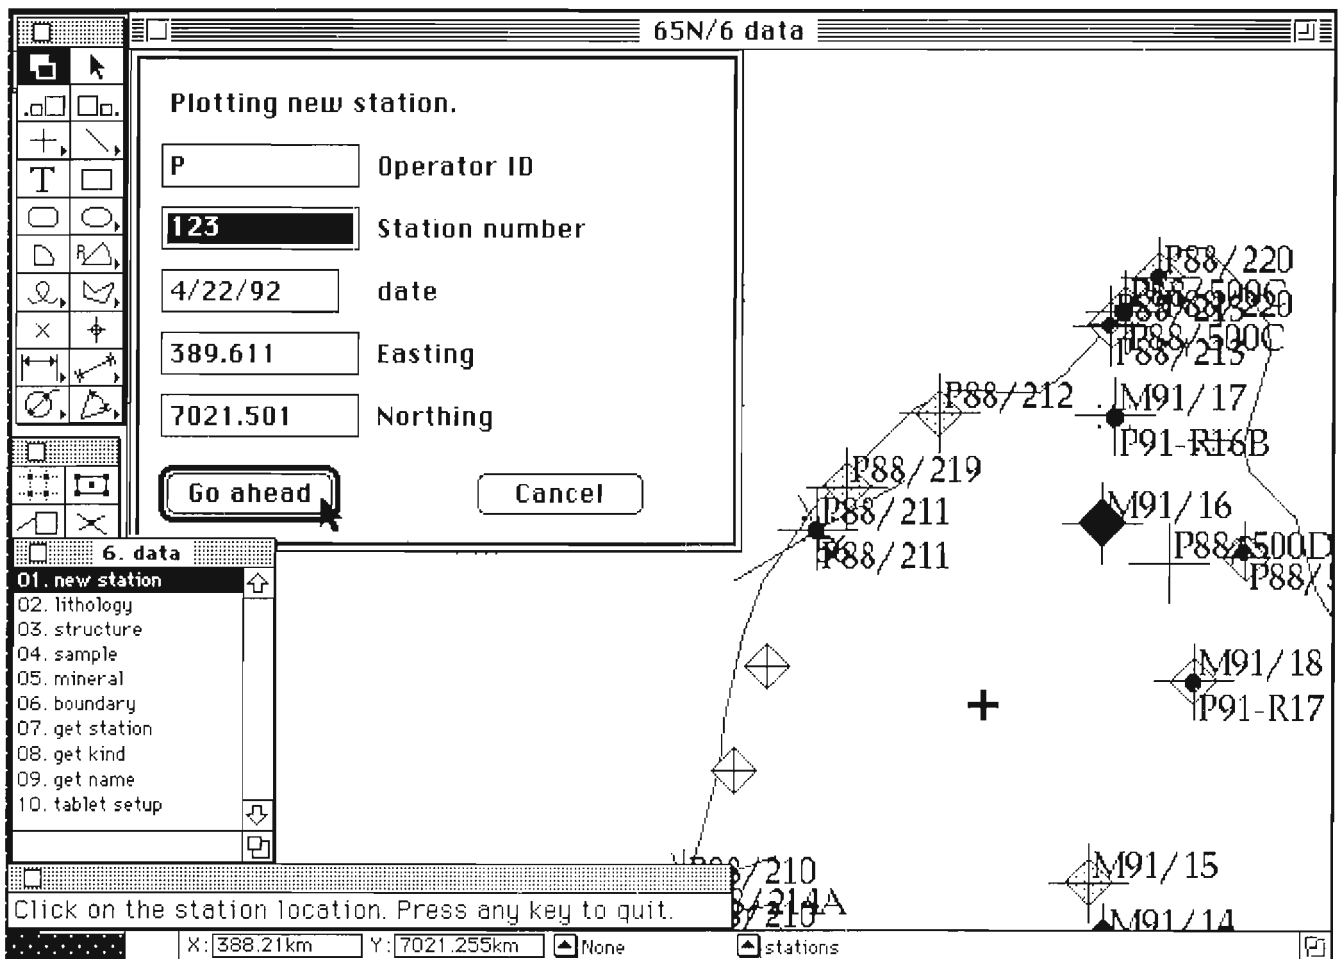 65N/6 data
Plotting new station.
P Operator ID
123 Station number
4/22/92 date
389.611 Easting
7021.501 Northing
Go ahead Cancel
T
R
6. data
01. new station
02. lithology
03. structure
04. sample
05. mineral
06. boundary
07. get station
08. get kind
09. get name
10. tablet setup
P88/220
P88/500C
P88/213
M91/17
P91-R16B
P88/212
P88/219
P88/211
P88/211
M91/16
P88/500D
P88/
M91/18
P91-R17
M91/15
M91/14
/210
/214A
/210
Click on the station location. Press any key to quit.
X: 388.21km Y: 7021.255km None stations